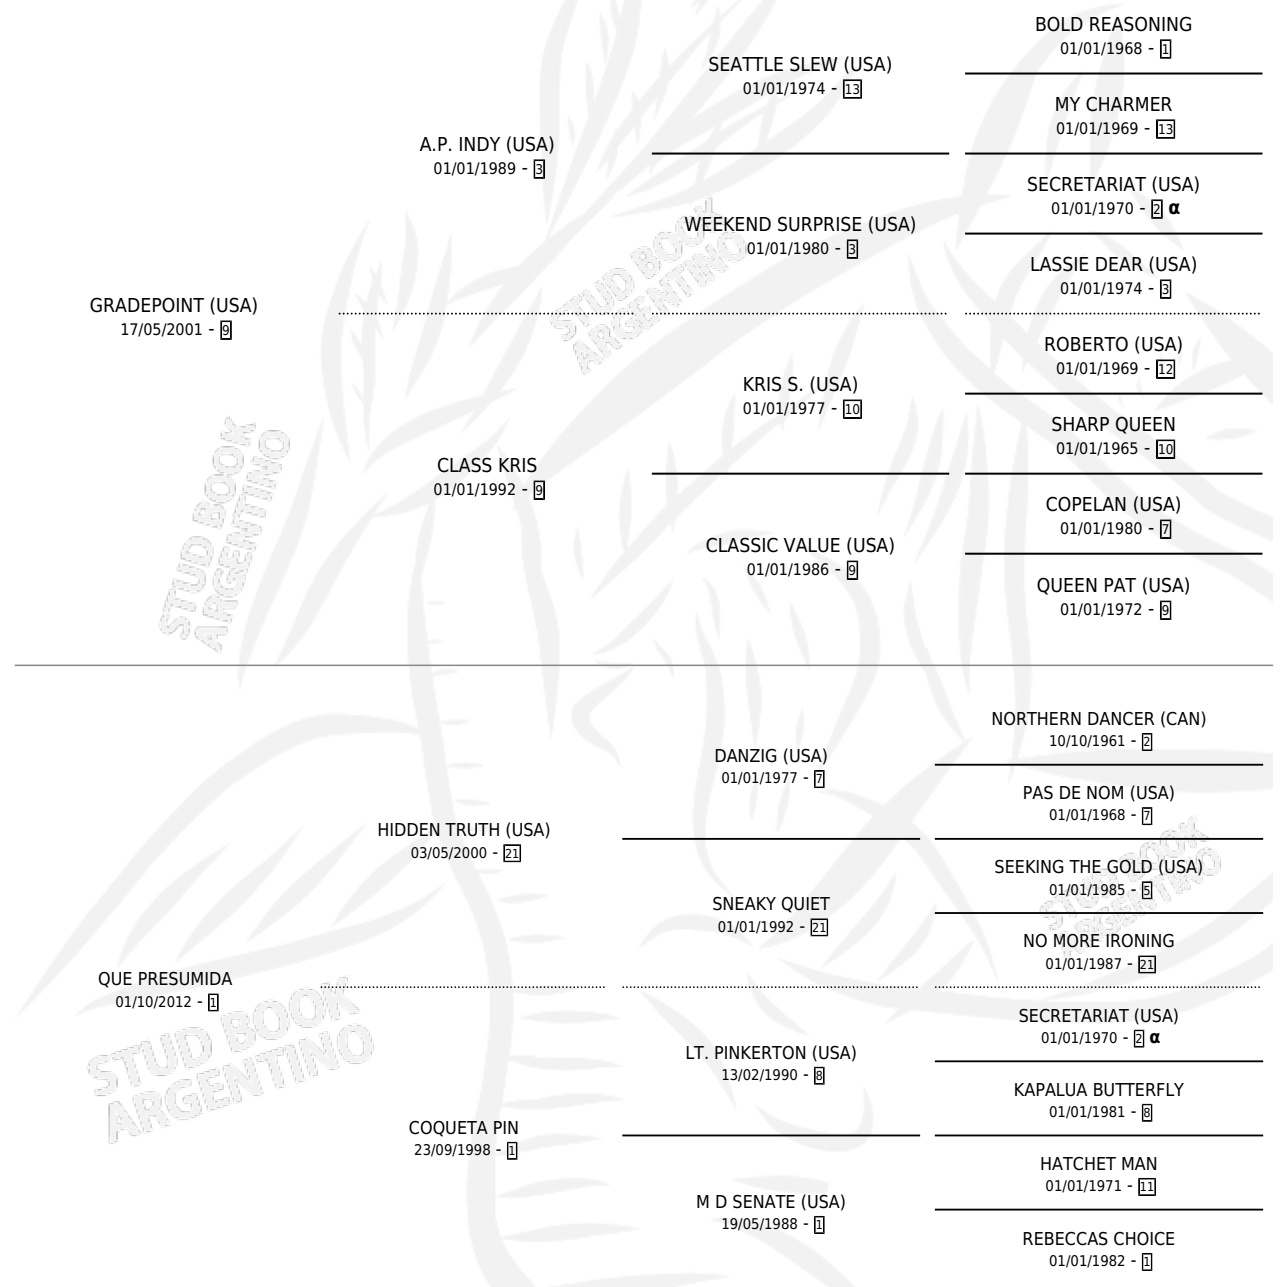 BOLD REASONING
01/01/1968 - 1
SEATTLE SLEW (USA)
01/01/1974 - 13
MY CHARMER
01/01/1969 - 13
A.P. INDY (USA)
01/01/1989 - 3
SECRETARIAT (USA)
01/01/1970 - 2 α
WEEKEND SURPRISE (USA)
01/01/1980 - 3
LASSIE DEAR (USA)
01/01/1974 - 3
GRADEPOINT (USA)
17/05/2001 - 9
ROBERTO (USA)
01/01/1969 - 12
KRIS S. (USA)
01/01/1977 - 10
SHARP QUEEN
01/01/1965 - 10
CLASS KRIS
01/01/1992 - 9
COPELAN (USA)
01/01/1980 - 7
CLASSIC VALUE (USA)
01/01/1986 - 9
QUEEN PAT (USA)
01/01/1972 - 9
NORTHERN DANCER (CAN)
10/10/1961 - 2
DANZIG (USA)
01/01/1977 - 7
PAS DE NOM (USA)
01/01/1968 - 7
HIDDEN TRUTH (USA)
03/05/2000 - 21
SEEKING THE GOLD (USA)
01/01/1985 - 5
SNEAKY QUIET
01/01/1992 - 21
NO MORE IRONING
01/01/1987 - 21
QUE PRESUMIDA
01/10/2012 - 1
SECRETARIAT (USA)
01/01/1970 - 2 α
LT. PINKERTON (USA)
13/02/1990 - 8
KAPALUA BUTTERFLY
01/01/1981 - 8
COQUETA PIN
23/09/1998 - 1
HATCHET MAN
01/01/1971 - 11
M D SENATE (USA)
19/05/1988 - 1
REBECCAS CHOICE
01/01/1982 - 1
STUD BOOK
ARGENTINO
STUD BOOK
ARGENTINO
STUD BOOK
ARGENTINO
STUD BOOK
ARGENTINO